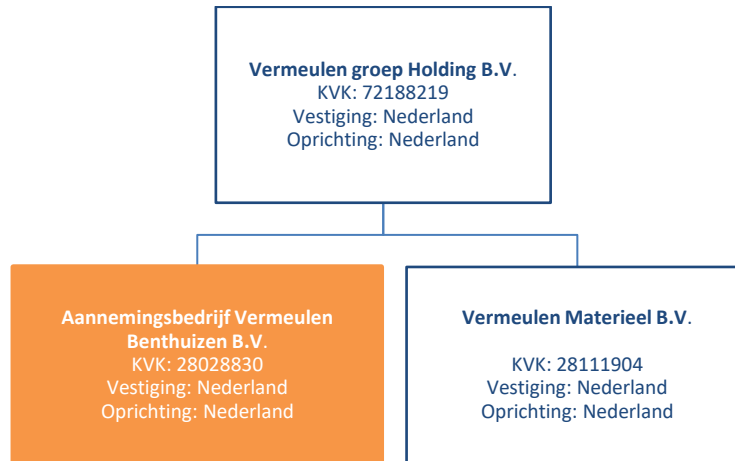 Vermeulen groep Holding B.V.
KVK: 72188219
Vestiging: Nederland
Oprichting: Nederland
Aannemingsbedrijf Vermeulen
Benthuizen B.V.
KVK: 28028830
Vestiging: Nederland
Oprichting: Nederland
Vermeulen Materieel B.V.
KVK: 28111904
Vestiging: Nederland
Oprichting: Nederland